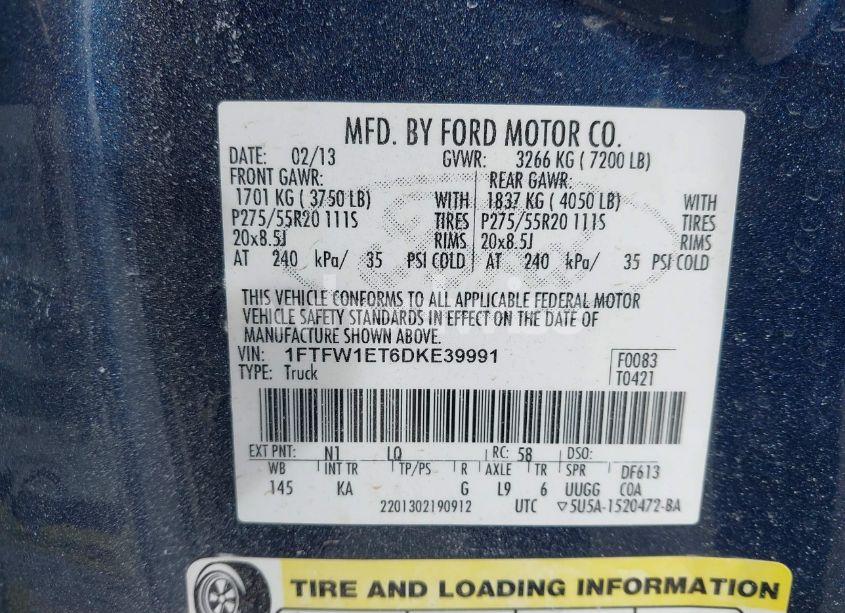 MFD. BY FORD MOTOR CO.
DATE: 02/13 GVWR: 3266 KG ( 7200 LB)
FRONT GAWR: REAR GAWR:
1701 KG ( 3750 LB) WITH 1837 KG ( 4050 LB) WITH
P275/55R20 111S TIRES P275/55R20 111S TIRES
20x8.5J RIMS 20x8.5J RIMS
AT 240 kPa/ 35 PSI COLD AT 240 kPa/ 35 PSI COLD
THIS VEHICLE CONFORMS TO ALL APPLICABLE FEDERAL MOTOR
VEHICLE SAFETY STANDARDS IN EFFECT ON THE DATE OF
MANUFACTURE SHOWN ABOVE.
VIN: 1FTFW1ET6DKE39991 F0083
TYPE: Truck T0421
EXT PNT: N1 LQ RC: 58 DSO:
WB INT TR TP/PS R AXLE TR SPR DF613
145 KA G L9 6 UUGG COA
2201302190912 UTC ▽5U5A-1520472-BA
TIRE AND LOADING INFORMATION